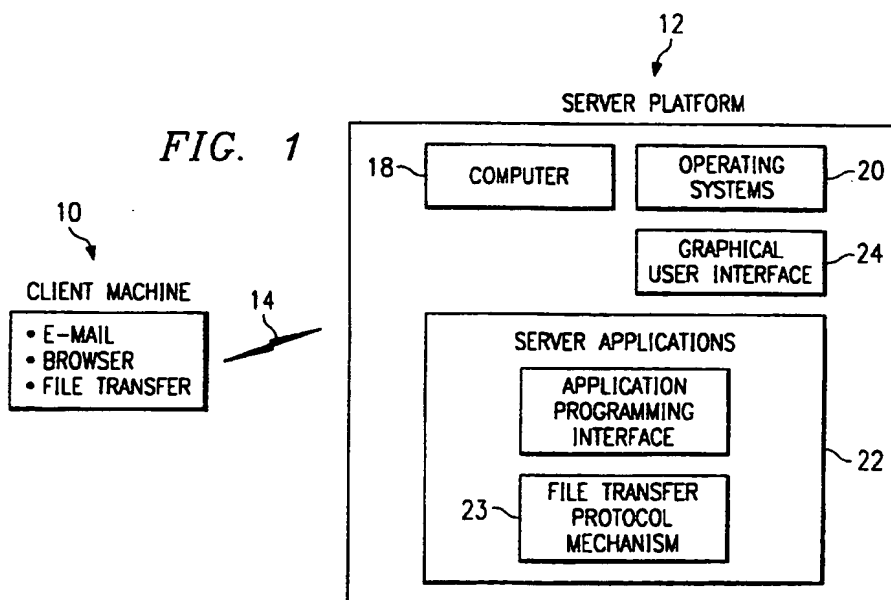 12
SERVER PLATFORM
FIG. 1
18
COMPUTER
OPERATING
SYSTEMS
20
10
GRAPHICAL
USER INTERFACE
24
CLIENT MACHINE
14
• E-MAIL
• BROWSER
• FILE TRANSFER
SERVER APPLICATIONS
APPLICATION
PROGRAMMING
INTERFACE
22
23
FILE TRANSFER
PROTOCOL
MECHANISM